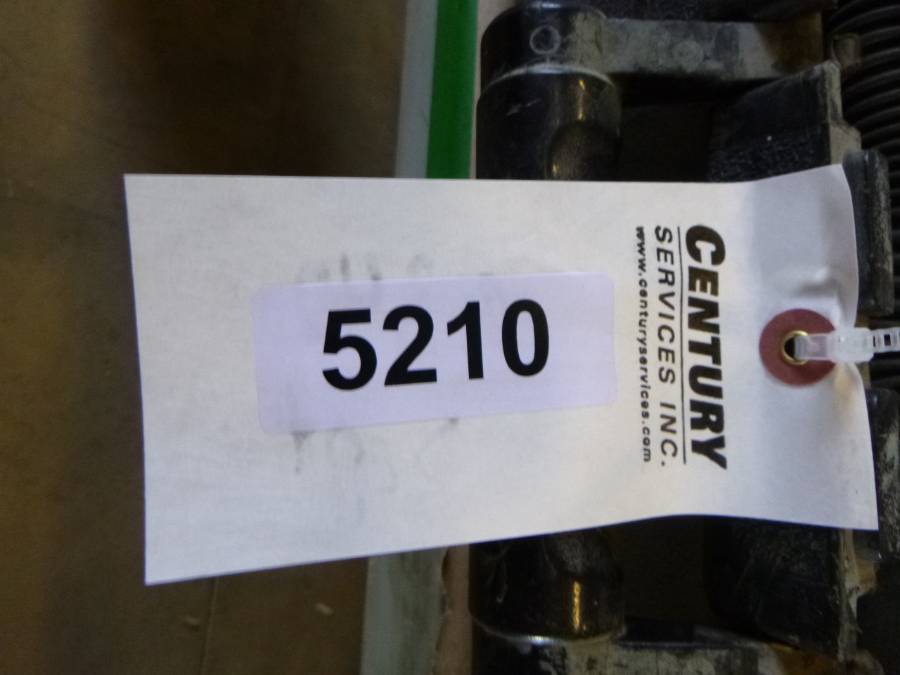 CENTURY
SERVICES INC.
www.centuryservices.com
5210